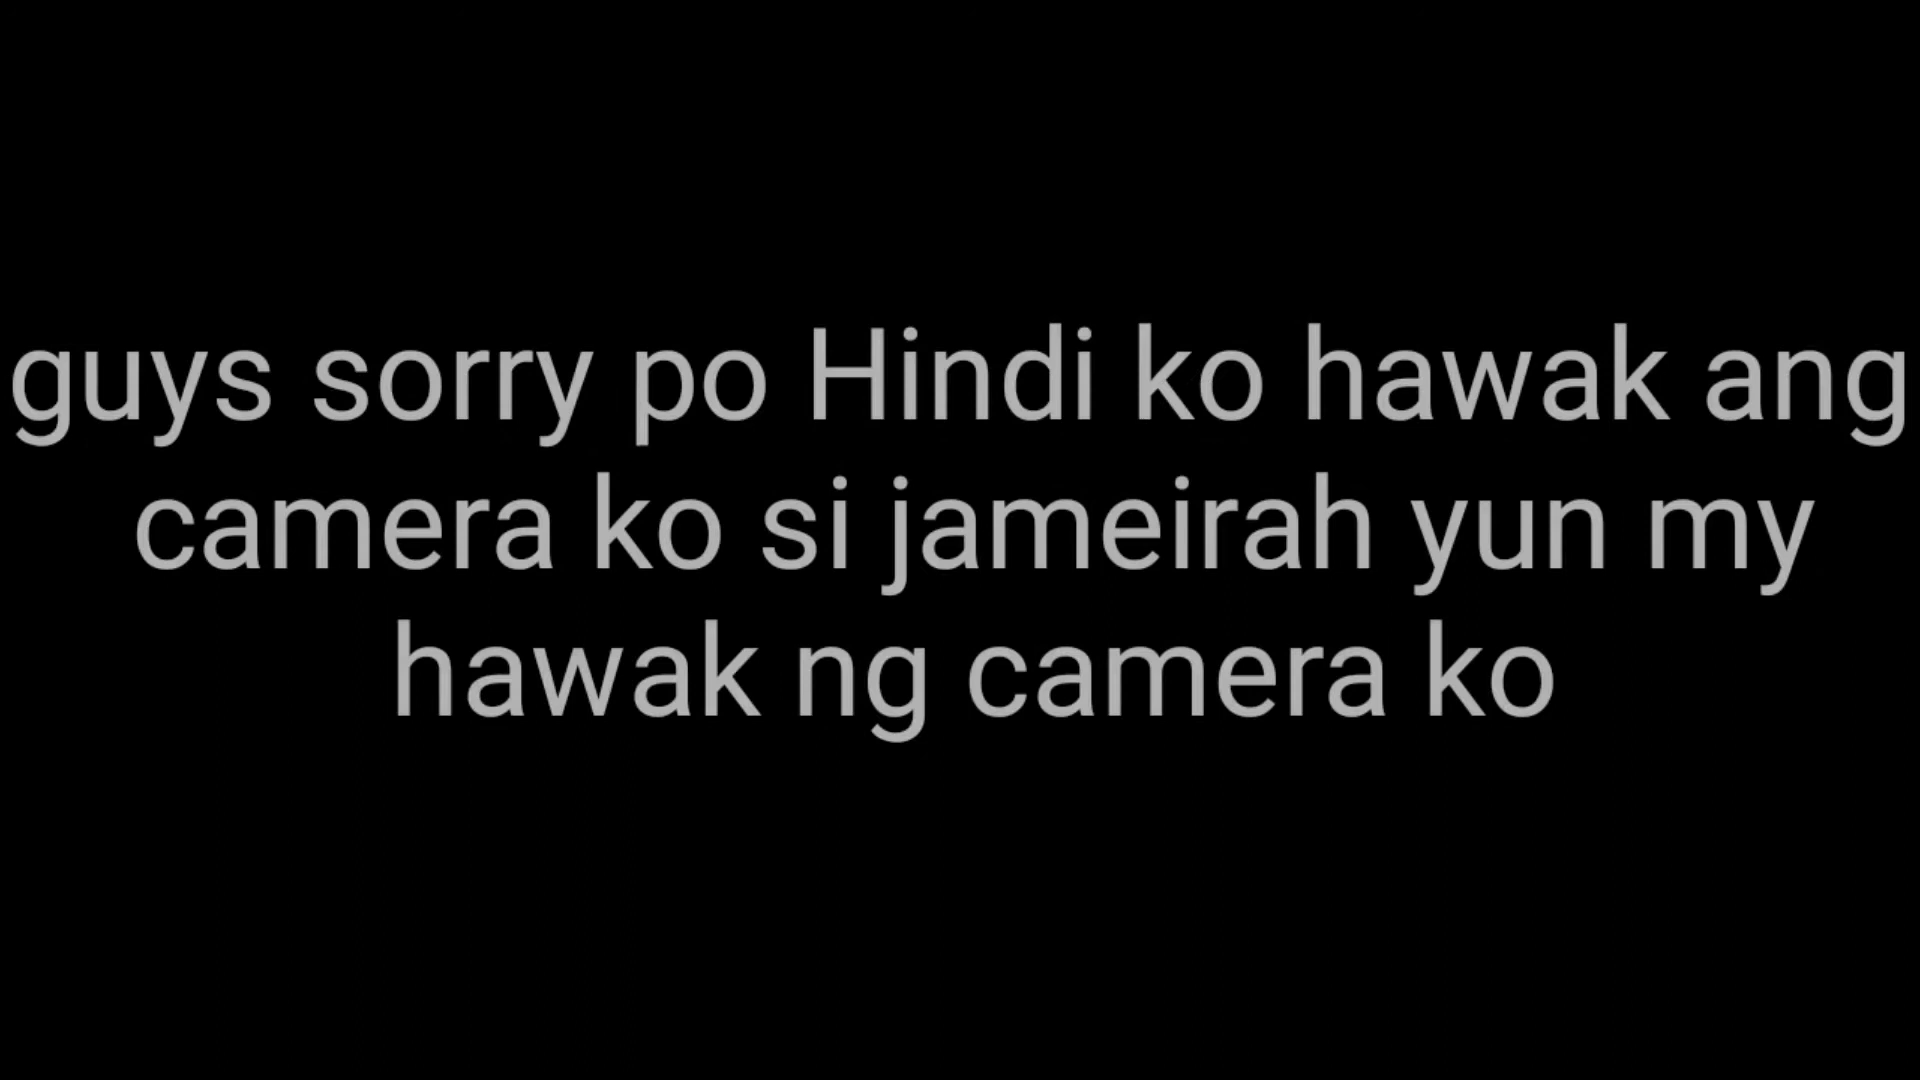 guys sorry po Hindi ko hawak ang
camera ko si jameirah yun my
hawak ng camera ko